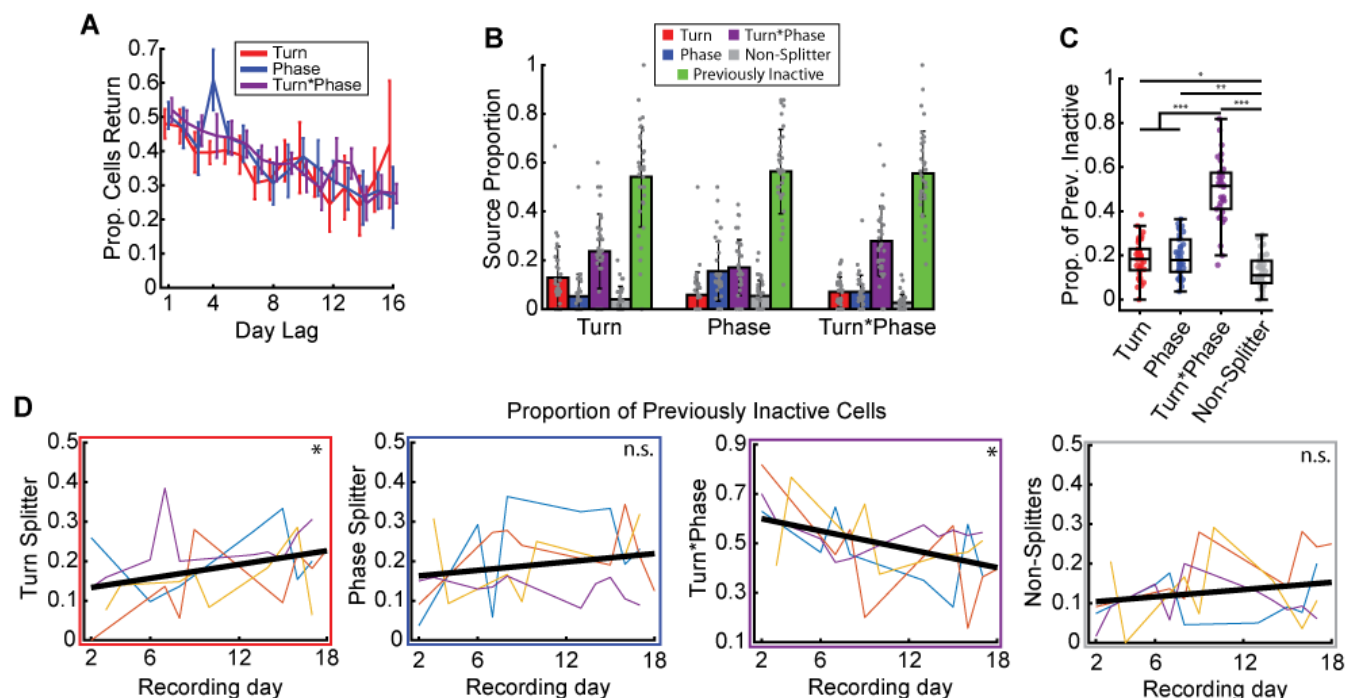 A
Turn
Phase
Turn*Phase
Prop. Cells Return
0.7
0.6
0.5
0.4
0.3
0.2
0.1
0
1 4 8 12 16
Day Lag
B
Turn Turn*Phase
Phase Non-Splitter
Previously Inactive
Source Proportion
1
0.8
0.6
0.4
0.2
0
Turn Phase Turn*Phase
C
*
**
*** ***
Prop. of Prev. Inactive
1
0.8
0.6
0.4
0.2
0
Turn
Phase
Turn*Phase
Non-Splitter
D
Proportion of Previously Inactive Cells
Turn Splitter
0.5
0.4
0.3
0.2
0.1
0
*
2 6 12 18
Recording day
Phase Splitter
0.5
0.4
0.3
0.2
0.1
0
n.s.
2 6 12 18
Recording day
Turn*Phase
0.9
0.7
0.5
0.3
0.1
*
2 6 12 18
Recording day
Non-Splitters
0.5
0.4
0.3
0.2
0.1
0
n.s.
2 6 12 18
Recording day